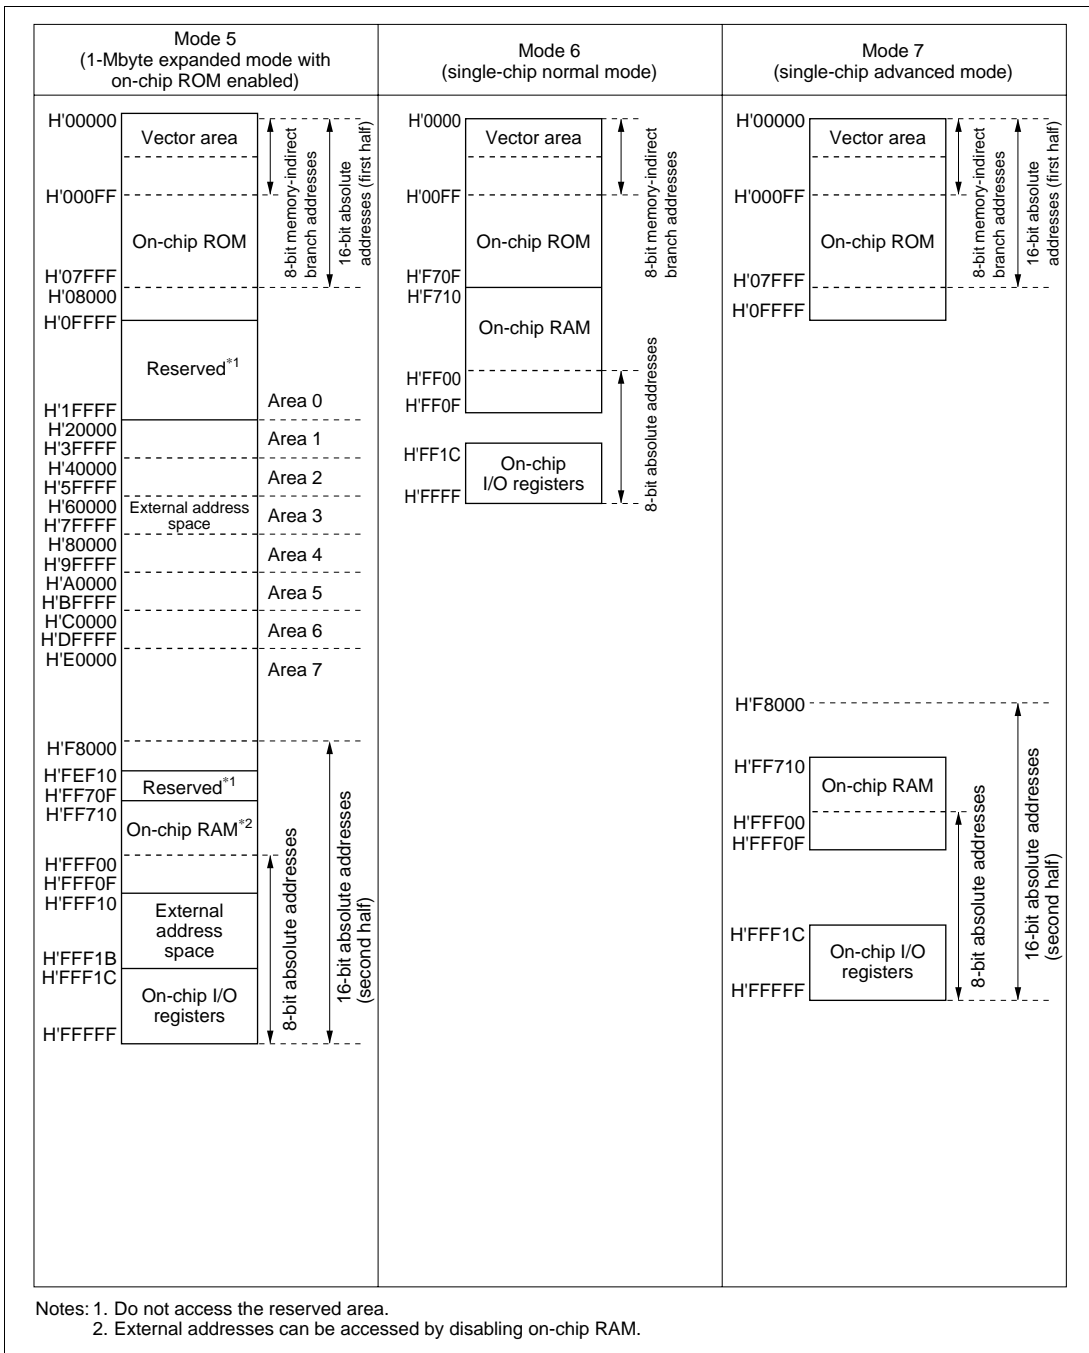 Mode 5
(1-Mbyte expanded mode with
on-chip ROM enabled)
Mode 6
(single-chip normal mode)
Mode 7
(single-chip advanced mode)
H'00000
Vector area
H'000FF
On-chip ROM
H'07FFF
H'08000
H'0FFFF
Reserved*1
H'1FFFF
H'20000
H'3FFFF
H'40000
H'5FFFF
H'60000
H'7FFFF
External address
space
H'80000
H'9FFFF
H'A0000
H'BFFFF
H'C0000
H'DFFFF
H'E0000
Area 0
Area 1
Area 2
Area 3
Area 4
Area 5
Area 6
Area 7
8-bit memory-indirect
branch addresses
16-bit absolute
addresses (first half)
H'F8000
H'FEF10
Reserved*1
H'FF70F
H'FF710
On-chip RAM*2
H'FFF00
H'FFF0F
H'FFF10
External
address
space
H'FFF1B
H'FFF1C
On-chip I/O
registers
H'FFFFF
8-bit absolute addresses
16-bit absolute addresses
(second half)
H'0000
Vector area
H'00FF
On-chip ROM
H'F70F
H'F710
On-chip RAM
H'FF00
H'FF0F
H'FF1C
On-chip
I/O registers
H'FFFF
8-bit memory-indirect
branch addresses
8-bit absolute addresses
H'00000
Vector area
H'000FF
On-chip ROM
H'07FFF
H'0FFFF
8-bit memory-indirect
branch addresses
16-bit absolute
addresses (first half)
H'F8000
H'FF710
On-chip RAM
H'FFF00
H'FFF0F
H'FFF1C
On-chip I/O
registers
H'FFFFF
8-bit absolute addresses
16-bit absolute addresses
(second half)
Notes: 1. Do not access the reserved area.
2. External addresses can be accessed by disabling on-chip RAM.